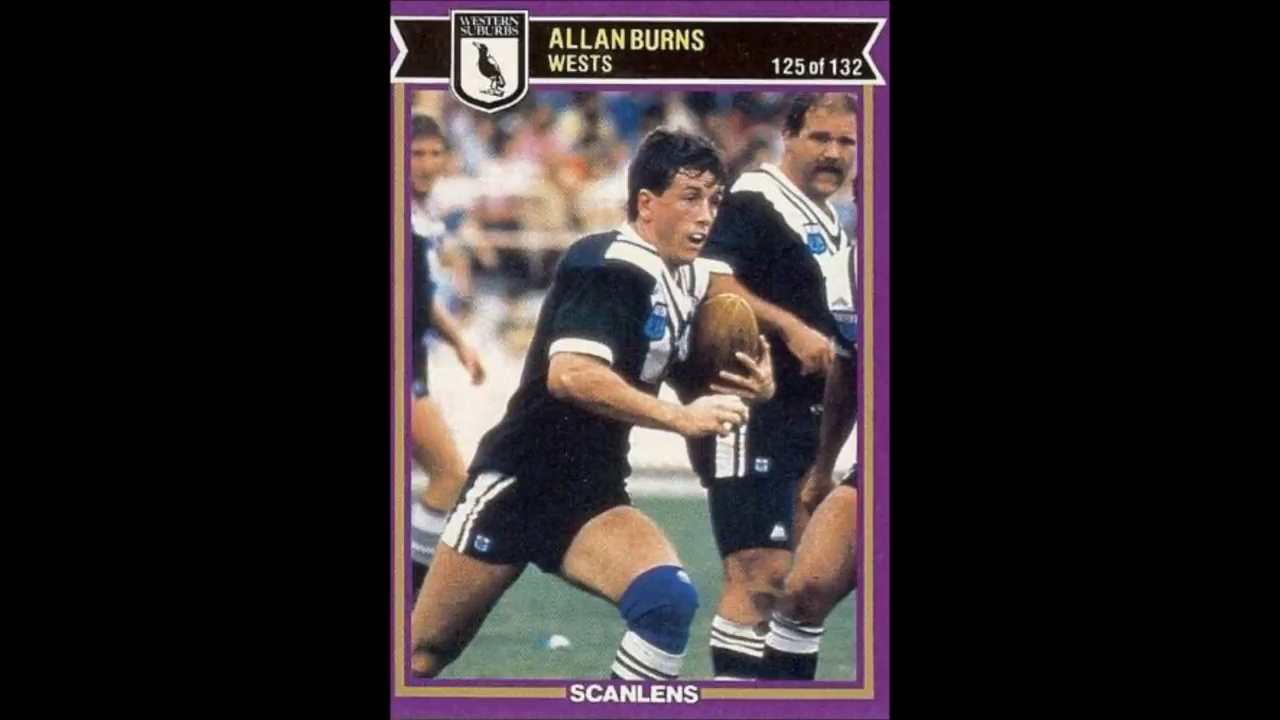 WESTERN
SUBURBS
ALLAN BURNS
WESTS
125 of 132
SCANLENS